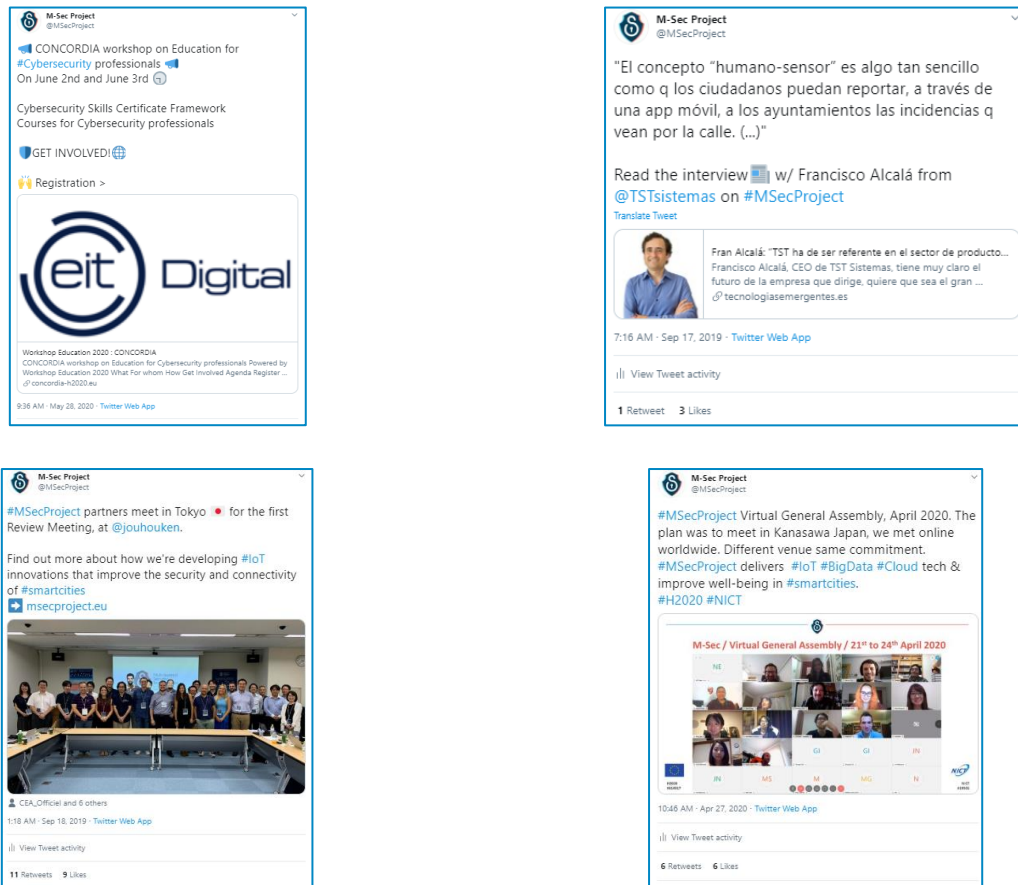 M-Sec Project
@MSecProject
📢 CONCORDIA workshop on Education for
#Cybersecurity professionals 📢
On June 2nd and June 3rd 🕤
Cybersecurity Skills Certificate Framework
Courses for Cybersecurity professionals
🛡GET INVOLVED!🌐
🙌 Registration >
eit Digital
Workshop Education 2020 : CONCORDIA
CONCORDIA workshop on Education for Cybersecurity professionals Powered by
Workshop Education 2020 What For whom How Get Involved Agenda Register ...
concordia-h2020.eu
9:36 AM · May 28, 2020 · Twitter Web App
M-Sec Project
@MSecProject
"El concepto "humano-sensor" es algo tan sencillo
como q los ciudadanos puedan reportar, a través de
una app móvil, a los ayuntamientos las incidencias q
vean por la calle. (...)"
Read the interview📰 w/ Francisco Alcalá from
@TSTsistemas on #MSecProject
Translate Tweet
Fran Alcalá: "TST ha de ser referente en el sector de producto...
Francisco Alcalá, CEO de TST Sistemas, tiene muy claro el
futuro de la empresa que dirige, quiere que sea el gran ...
tecnologiasemergentes.es
7:16 AM · Sep 17, 2019 · Twitter Web App
View Tweet activity
1 Retweet 3 Likes
M-Sec Project
@MSecProject
#MSecProject partners meet in Tokyo 🇯🇵 for the first
Review Meeting, at @jouhouken.
Find out more about how we're developing #IoT
innovations that improve the security and connectivity
of #smartcities
➡ msecproject.eu
CEA_Officiel and 6 others
1:18 AM · Sep 18, 2019 · Twitter Web App
View Tweet activity
11 Retweets 9 Likes
M-Sec Project
@MSecProject
#MSecProject Virtual General Assembly, April 2020. The
plan was to meet in Kanasawa Japan, we met online
worldwide. Different venue same commitment.
#MSecProject delivers #IoT #BigData #Cloud tech &
improve well-being in #smartcities.
#H2020 #NICT
M-Sec / Virtual General Assembly / 21st to 24th April 2020
NE
N
GI GI IN
JN MS M MG N
NICT
10:46 AM · Apr 27, 2020 · Twitter Web App
View Tweet activity
6 Retweets 6 Likes